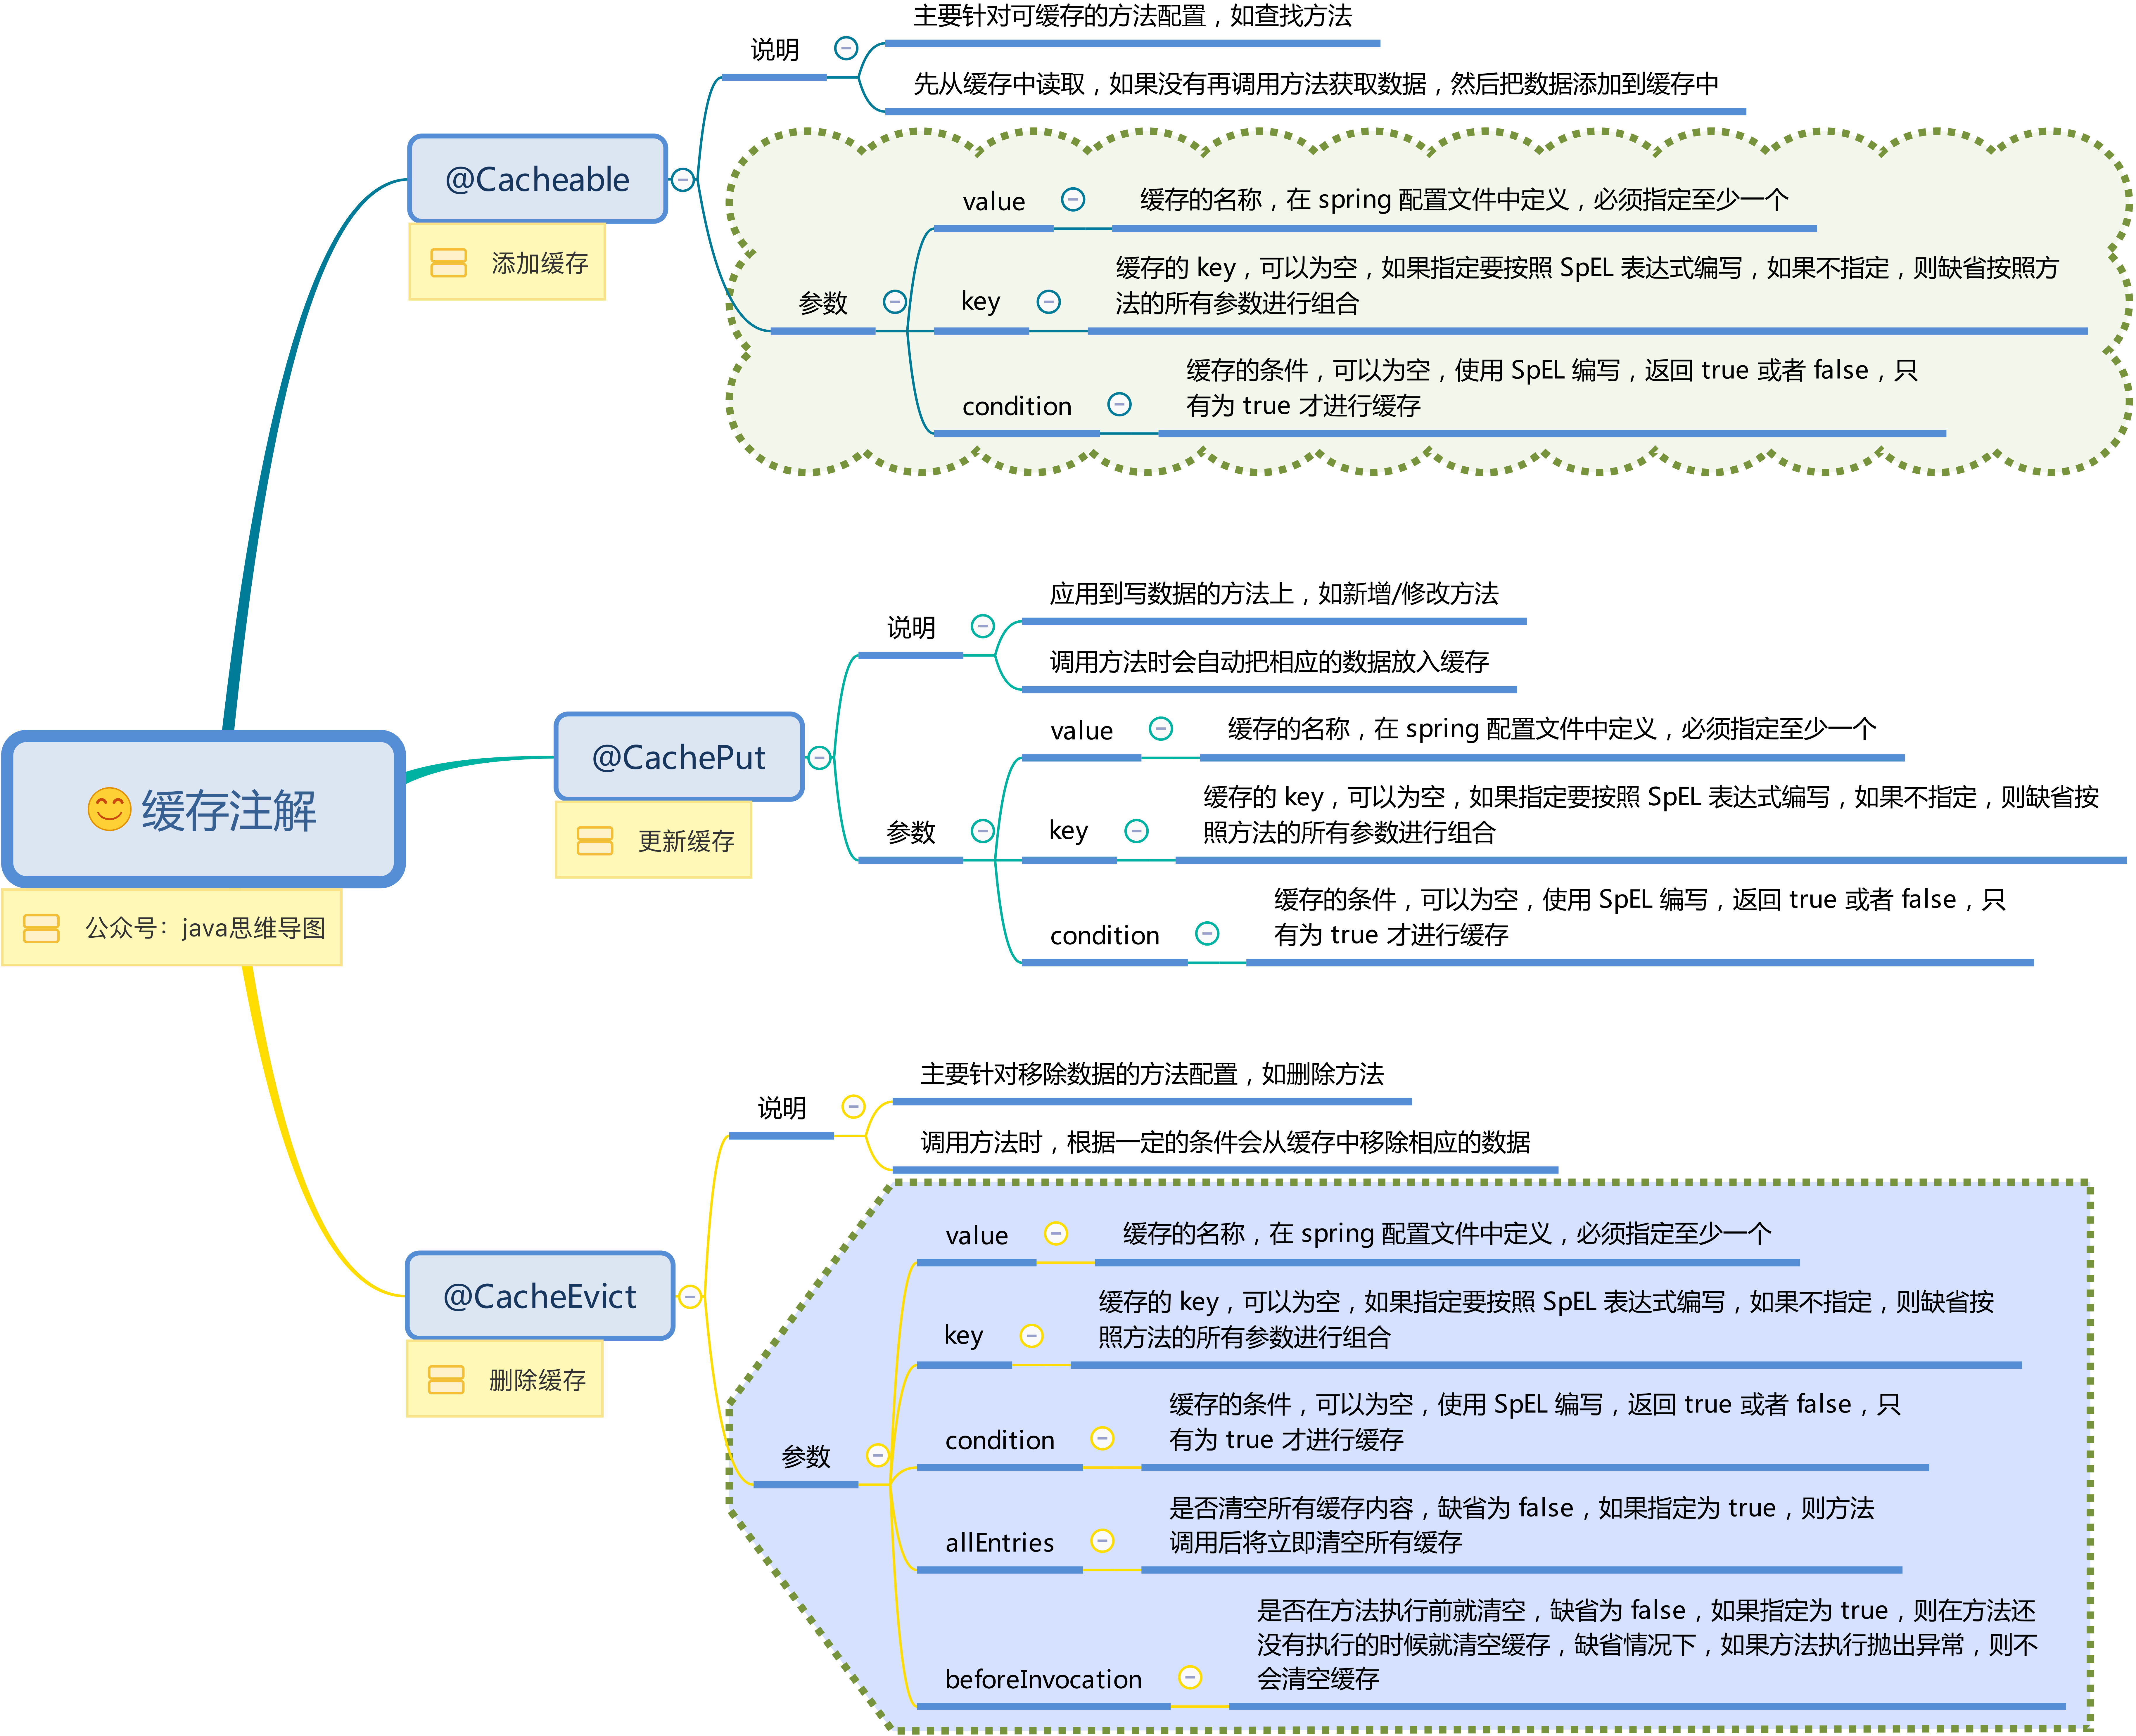 缓存注解
公众号：java思维导图
@Cacheable
添加缓存
说明
主要针对可缓存的方法配置，如查找方法
先从缓存中读取，如果没有再调用方法获取数据，然后把数据添加到缓存中
参数
value
缓存的名称，在 spring 配置文件中定义，必须指定至少一个
key
缓存的 key，可以为空，如果指定要按照 SpEL 表达式编写，如果不指定，则缺省按照方
法的所有参数进行组合
condition
缓存的条件，可以为空，使用 SpEL 编写，返回 true 或者 false，只
有为 true 才进行缓存
@CachePut
更新缓存
说明
应用到写数据的方法上，如新增/修改方法
调用方法时会自动把相应的数据放入缓存
参数
value
缓存的名称，在 spring 配置文件中定义，必须指定至少一个
key
缓存的 key，可以为空，如果指定要按照 SpEL 表达式编写，如果不指定，则缺省按
照方法的所有参数进行组合
condition
缓存的条件，可以为空，使用 SpEL 编写，返回 true 或者 false，只
有为 true 才进行缓存
@CacheEvict
删除缓存
说明
主要针对移除数据的方法配置，如删除方法
调用方法时，根据一定的条件会从缓存中移除相应的数据
参数
value
缓存的名称，在 spring 配置文件中定义，必须指定至少一个
key
缓存的 key，可以为空，如果指定要按照 SpEL 表达式编写，如果不指定，则缺省按
照方法的所有参数进行组合
condition
缓存的条件，可以为空，使用 SpEL 编写，返回 true 或者 false，只
有为 true 才进行缓存
allEntries
是否清空所有缓存内容，缺省为 false，如果指定为 true，则方法
调用后将立即清空所有缓存
beforeInvocation
是否在方法执行前就清空，缺省为 false，如果指定为 true，则在方法还
没有执行的时候就清空缓存，缺省情况下，如果方法执行抛出异常，则不
会清空缓存